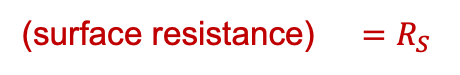 (surface resistance) = R_S